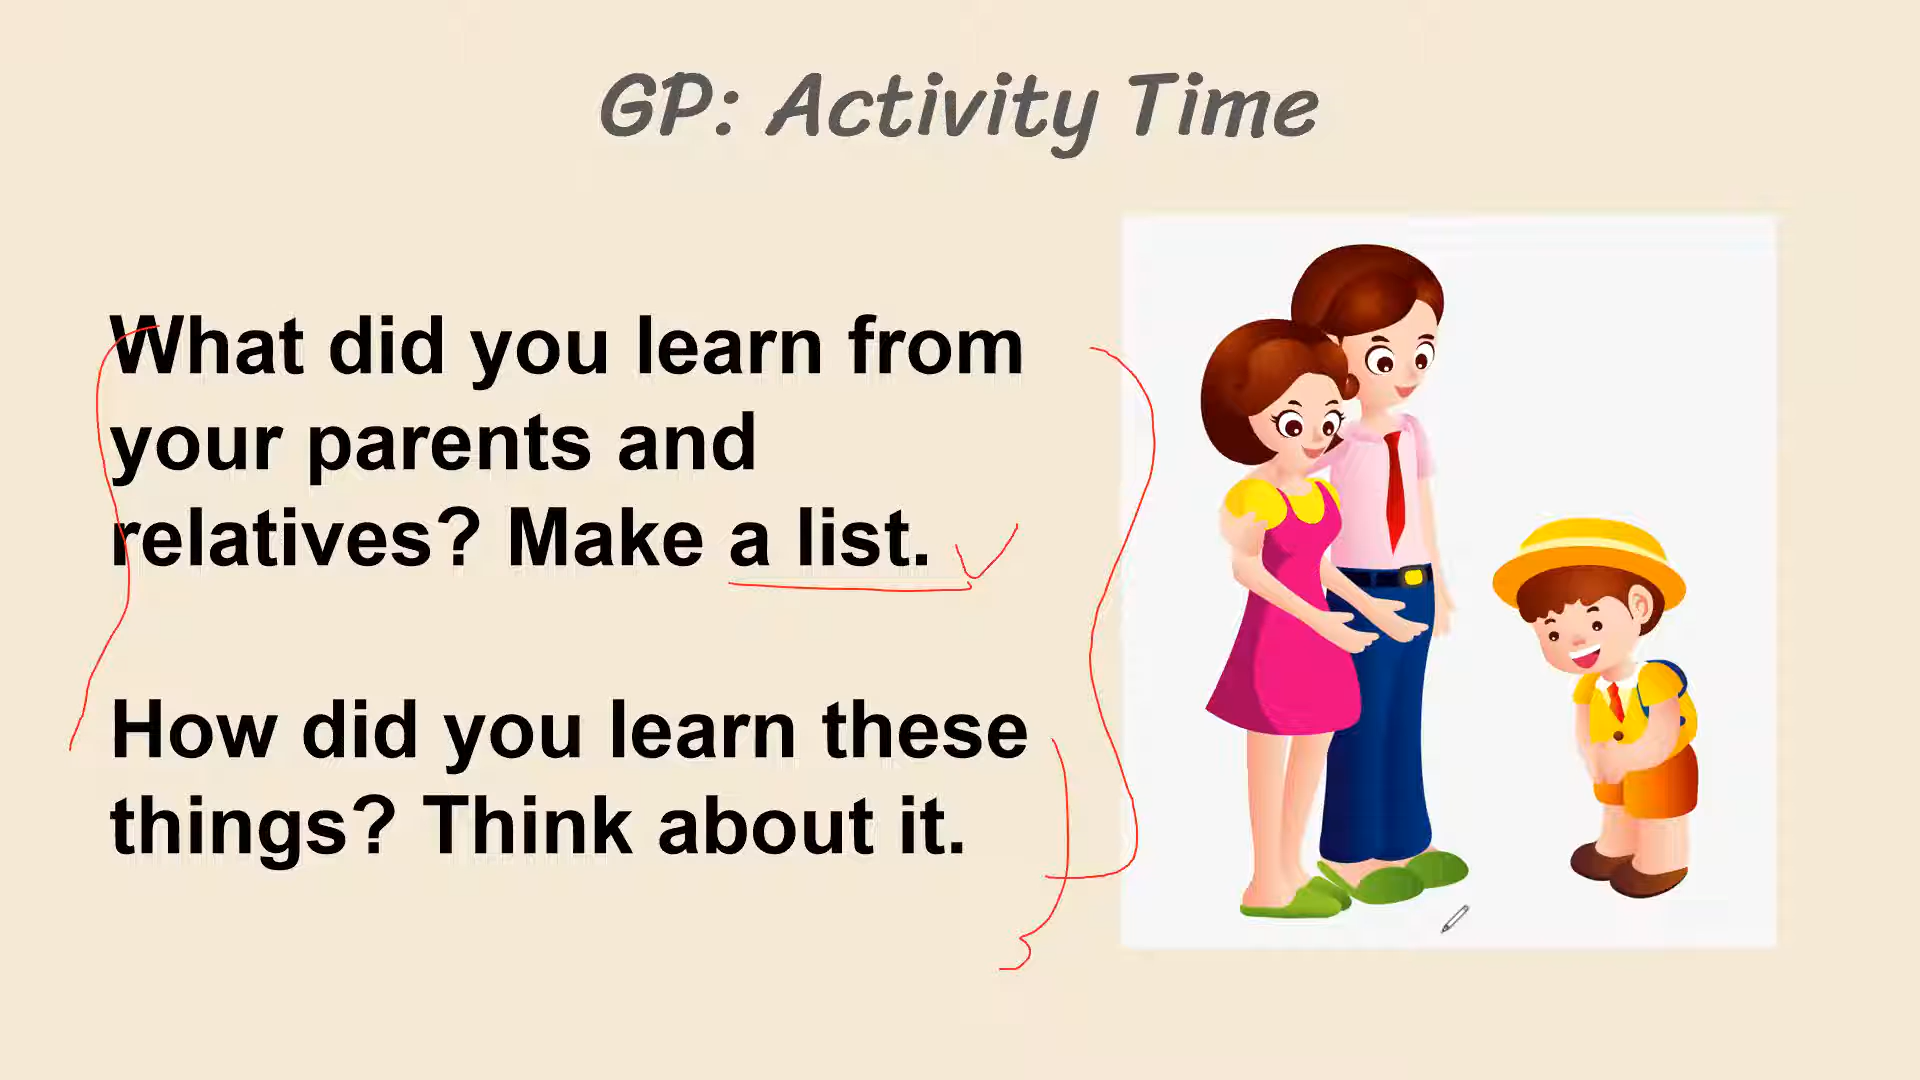 GP: Activity Time
What did you learn from
your parents and
relatives? Make a list.
How did you learn these
things? Think about it.